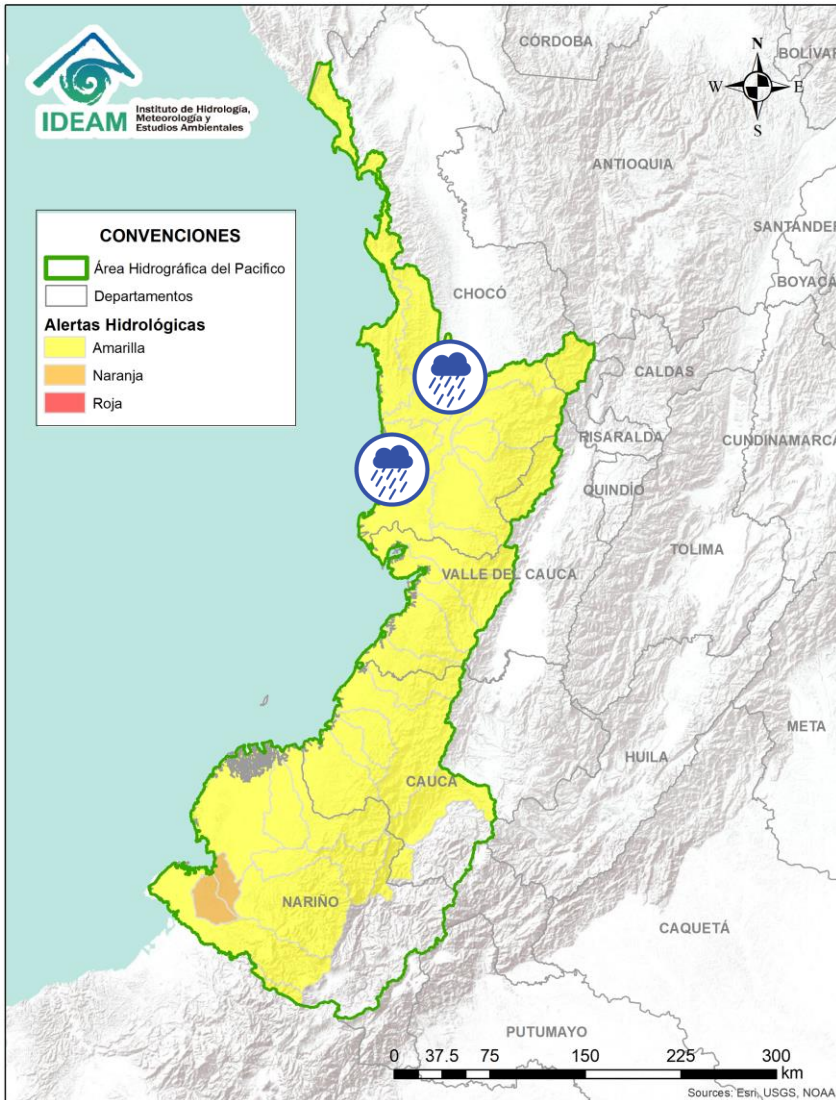 IDEAM
Instituto de Hidrología,
Meteorología y
Estudios Ambientales
CÓRDOBA
BOLÍVAR
N
W
E
S
ANTIOQUIA
SANTANDER
BOYACÁ
CONVENCIONES
Área Hidrográfica del Pacifico
Departamentos
Alertas Hidrológicas
Amarilla
Naranja
Roja
CHOCÓ
CALDAS
RISARALDA
CUNDINAMARCA
QUINDÍO
TOLIMA
VALLE DEL CAUCA
META
HUILA
CAUCA
NARIÑO
CAQUETÁ
PUTUMAYO
0 37.5 75 150 225 300
km
Sources: Esri, USGS, NOAA